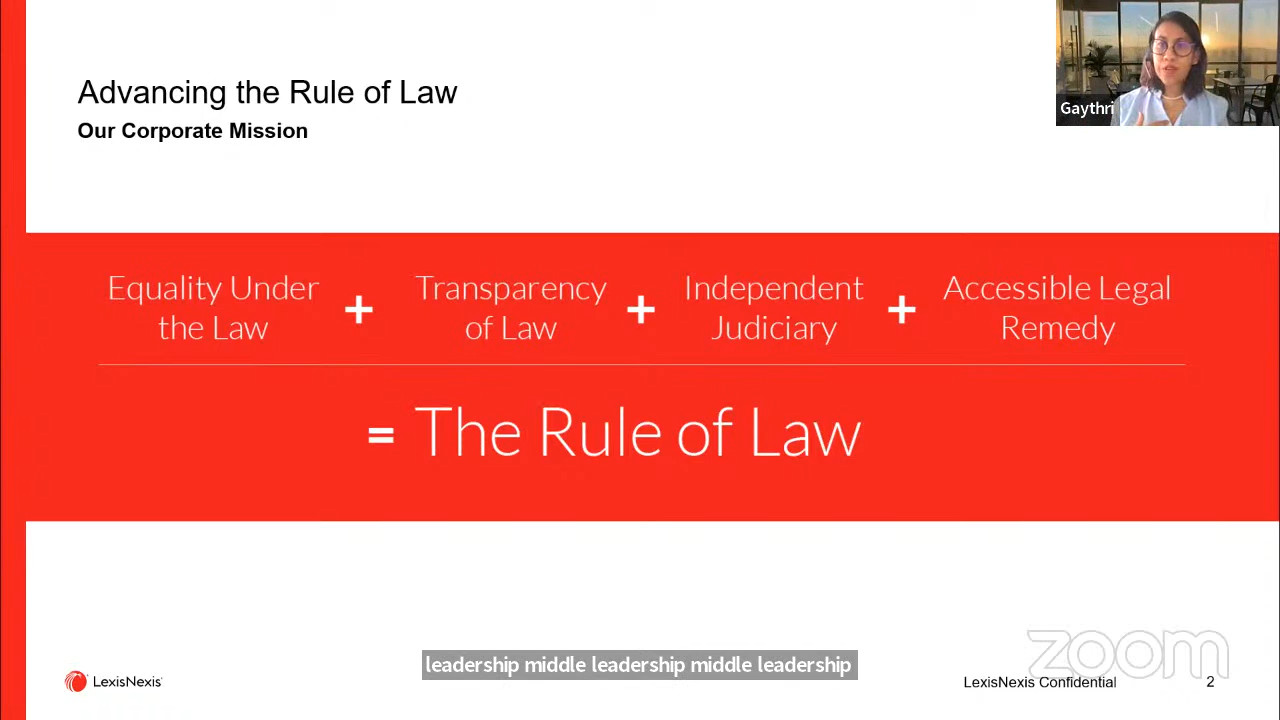 Advancing the Rule of Law
Our Corporate Mission
Gaythri
Equality Under
the Law
+
Transparency
of Law
+
Independent
Judiciary
+
Accessible Legal
Remedy
= The Rule of Law
leadership middle leadership middle leadership
zoom
LexisNexis®
LexisNexis Confidential
2